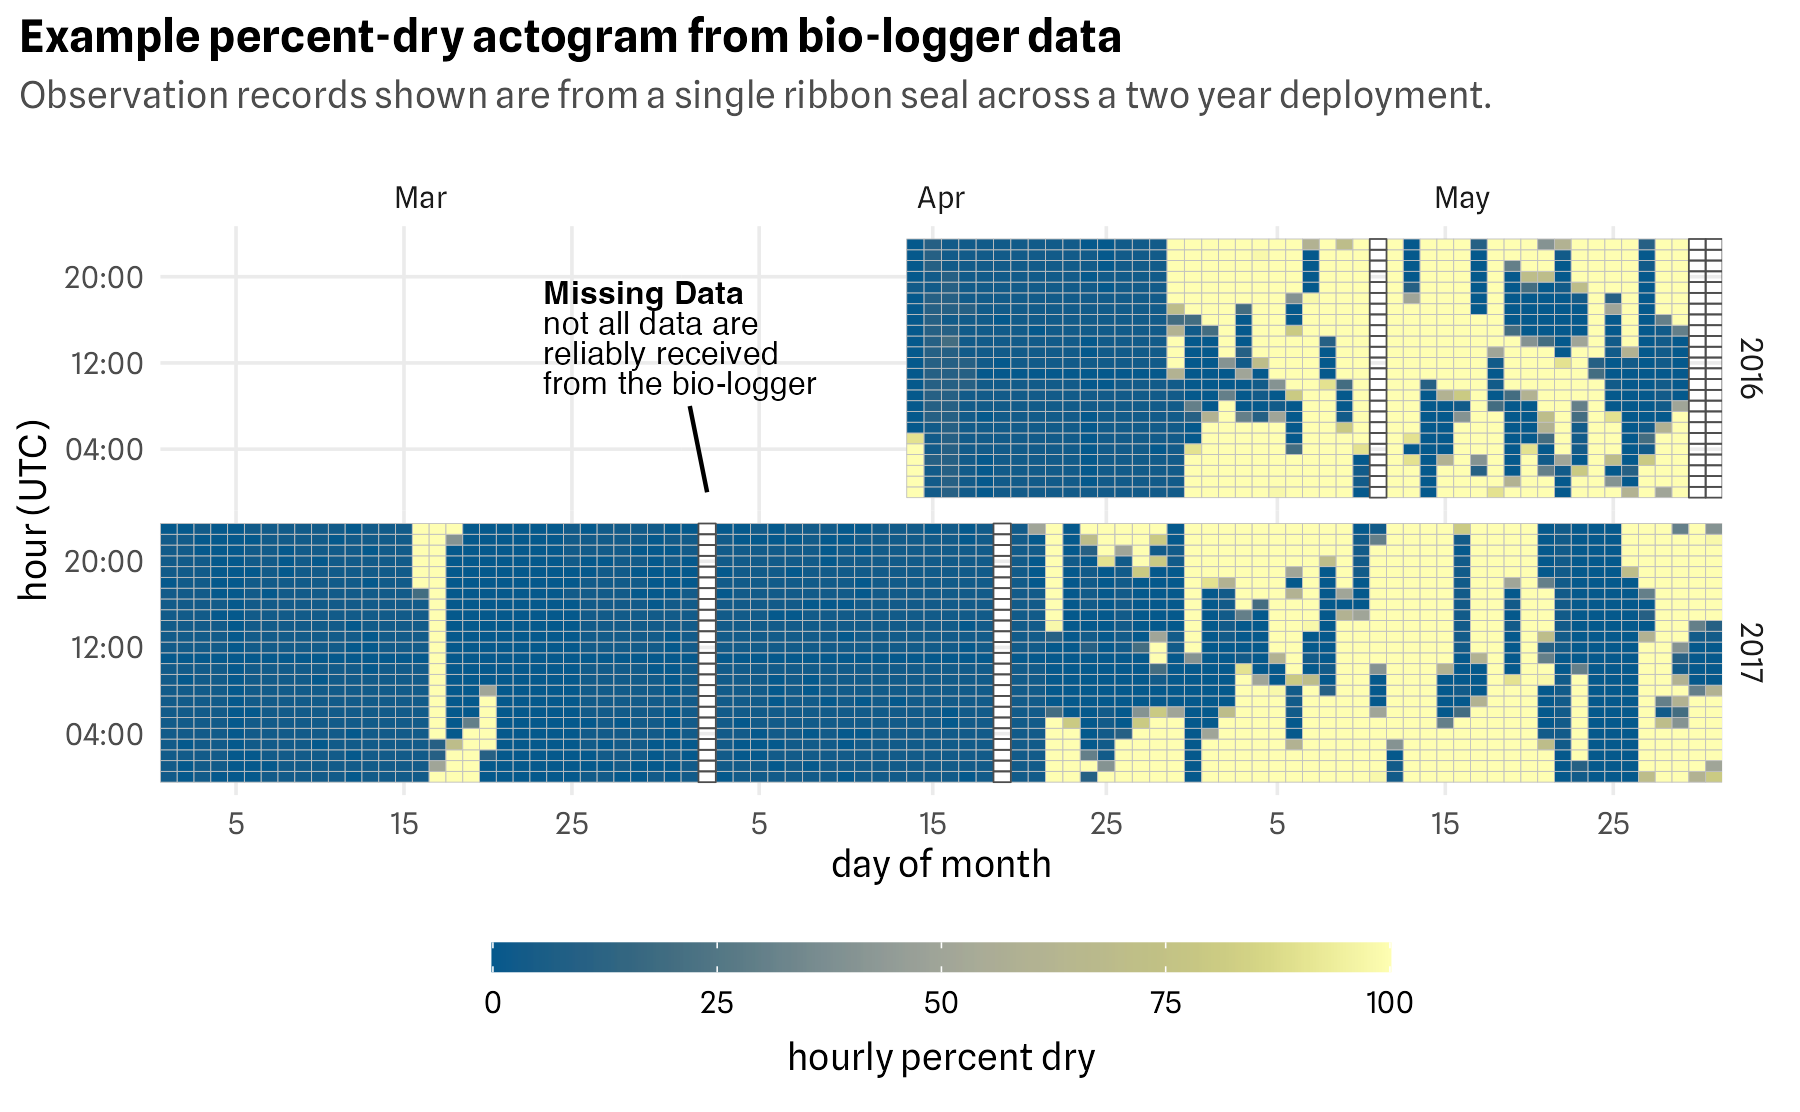 Example percent-dry actogram from bio-logger data
Observation records shown are from a single ribbon seal across a two year deployment.
Mar Apr May
20:00
12:00
04:00
Missing Data
not all data are
reliably received
from the bio-logger
2016
hour (UTC)
20:00
12:00
04:00
2017
5 15 25 5 15 25 5 15 25
day of month
0 25 50 75 100
hourly percent dry